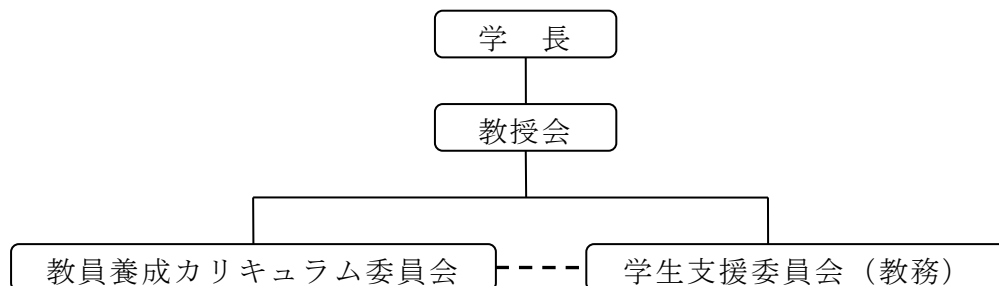 学　長
教授会
教員養成カリキュラム委員会
学生支援委員会（教務）